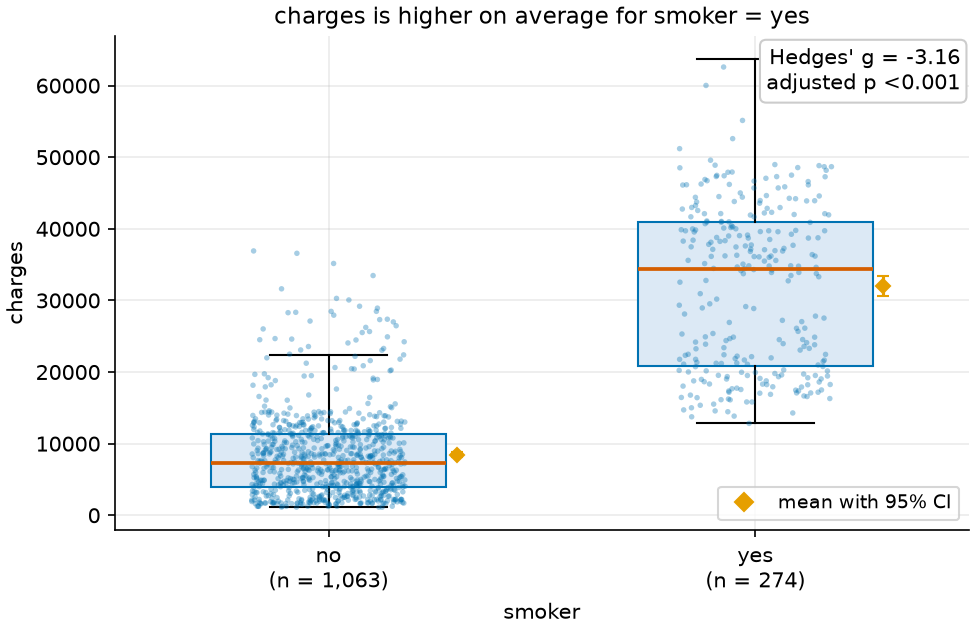 charges is higher on average for smoker = yes
Hedges' g = -3.16
adjusted p <0.001
charges
60000
50000
40000
30000
20000
10000
0
mean with 95% CI
no
(n = 1,063)
yes
(n = 274)
smoker